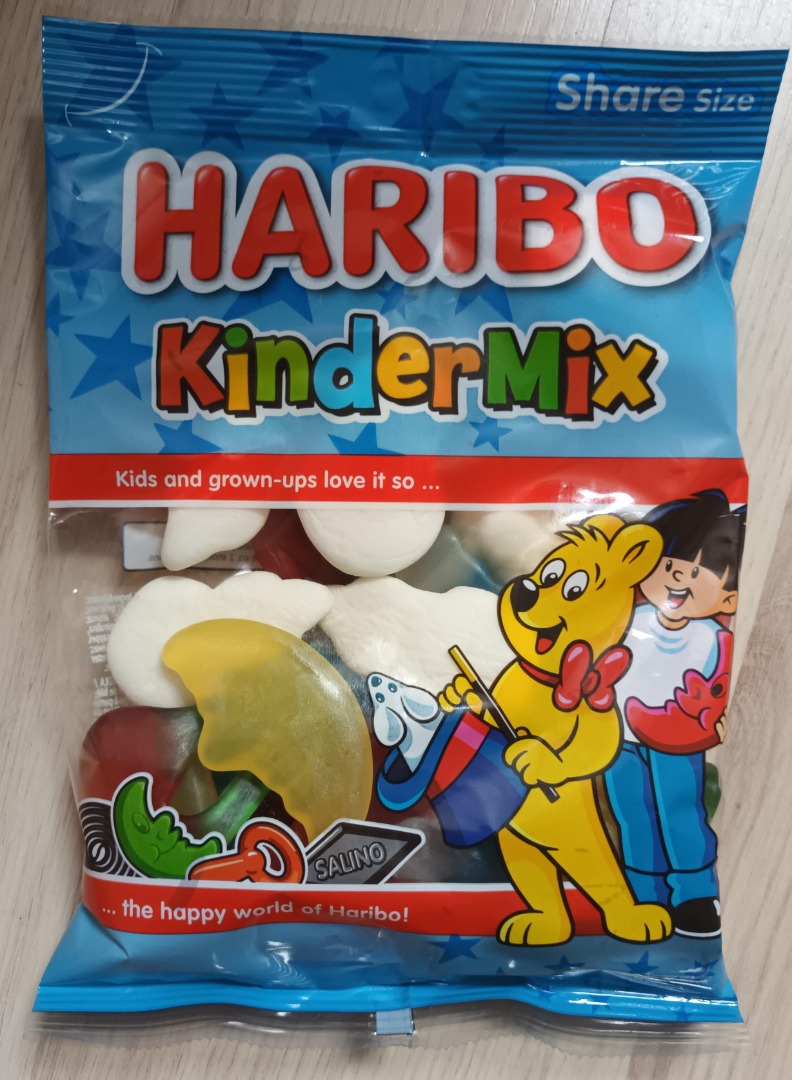 Share Size
HARIBO
KinderMix
Kids and grown-ups love it so ...
SALINO
... the happy world of Haribo!